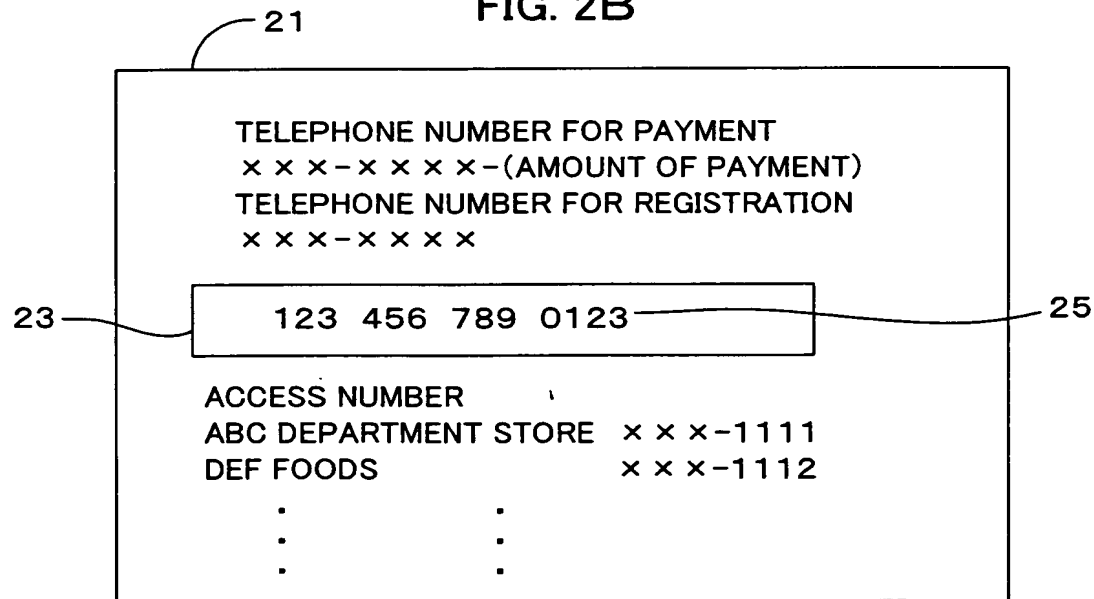 FIG. 2B
21
TELEPHONE NUMBER FOR PAYMENT
×××-××××-(AMOUNT OF PAYMENT)
TELEPHONE NUMBER FOR REGISTRATION
×××-××××
23
123 456 789 0123
25
ACCESS NUMBER
ABC DEPARTMENT STORE ×××-1111
DEF FOODS ×××-1112